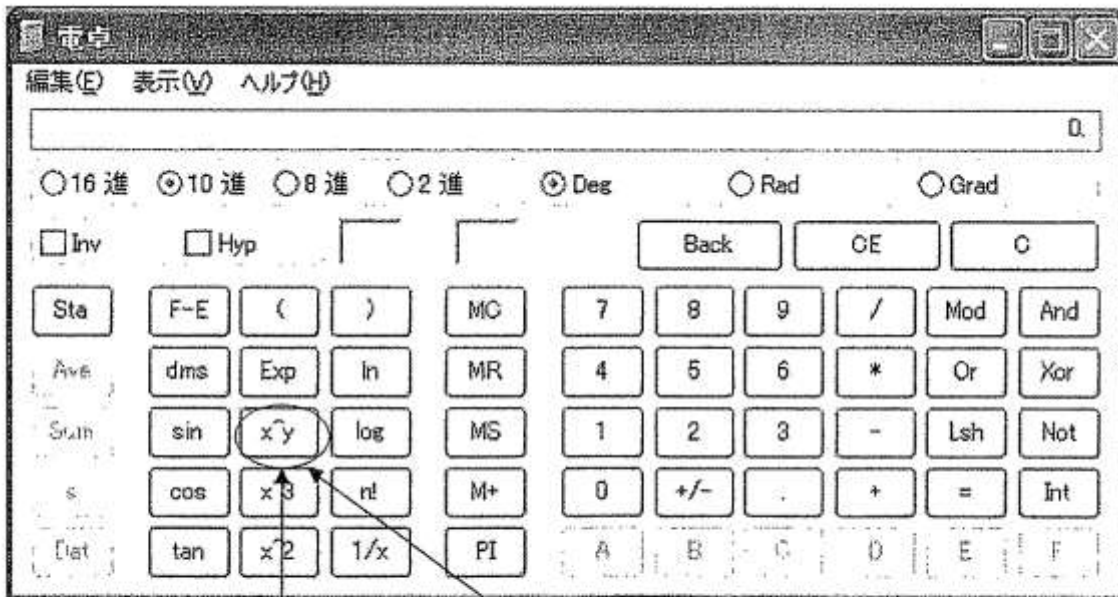 電卓
編集(E) 表示(V) ヘルプ(H)
0.
16 進 10 進 8 進 2 進 Deg Rad Grad
Inv Hyp Back CE C
Sta F-E ( ) MC 7 8 9 / Mod And
Ave dms Exp ln MR 4 5 6 * Or Xor
Sum sin x^y log MS 1 2 3 - Lsh Not
s cos x^3 n! M+ 0 +/- . + = Int
Dat tan x^2 1/x PI A B C D E F